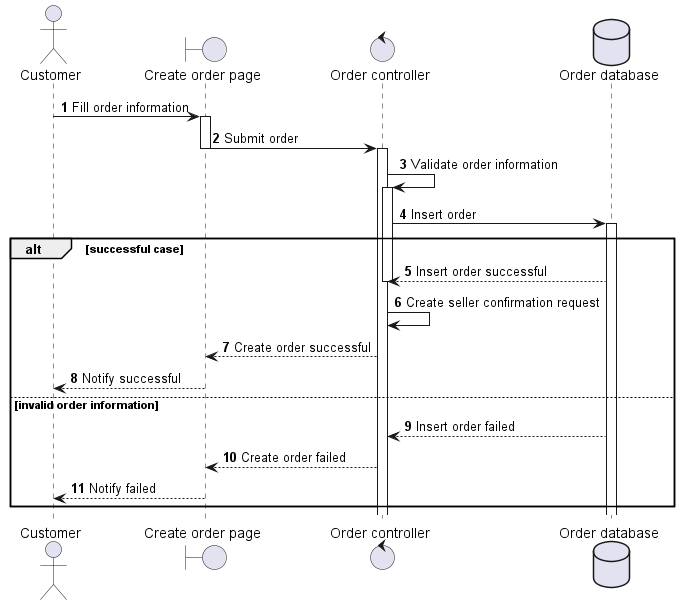 Customer
Create order page
Order controller
Order database
1 Fill order information
2 Submit order
3 Validate order information
4 Insert order
alt
[successful case]
5 Insert order successful
6 Create seller confirmation request
7 Create order successful
8 Notify successful
[invalid order information]
9 Insert order failed
10 Create order failed
11 Notify failed
Customer
Create order page
Order controller
Order database